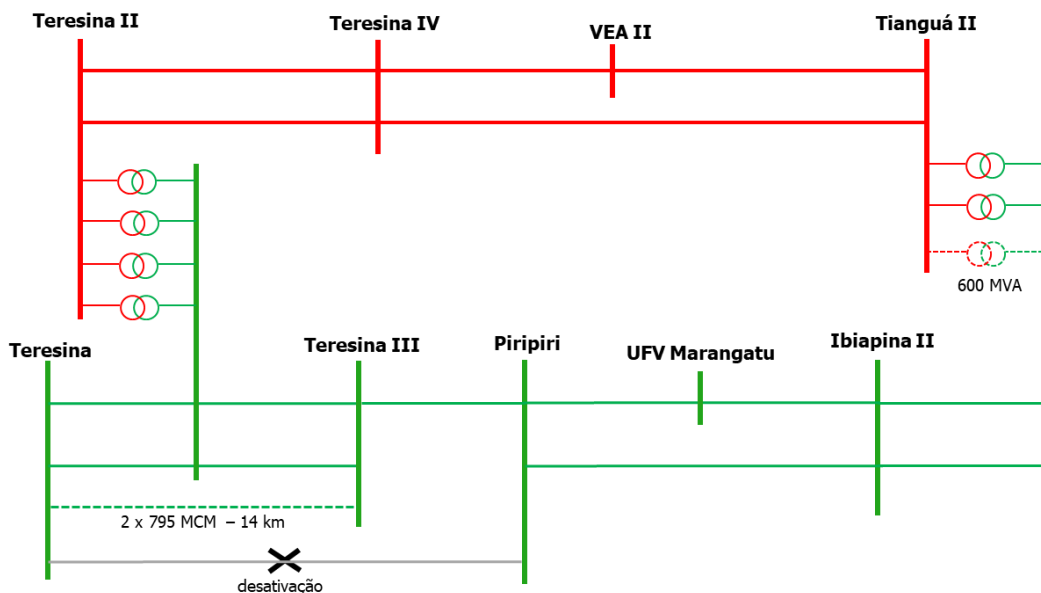 Teresina II
Teresina IV
VEA II
Tianguá II
600 MVA
Teresina
Teresina III
Piripiri
UFV Marangatu
Ibiapina II
2 x 795 MCM – 14 km
desativação